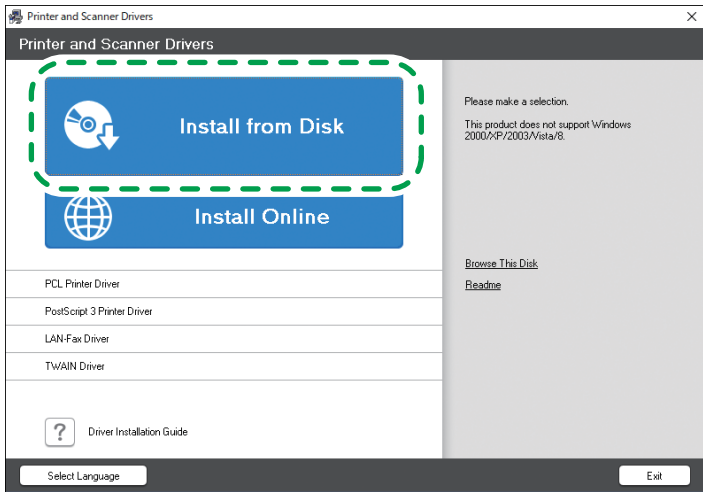 Printer and Scanner Drivers
Printer and Scanner Drivers
Install from Disk
Install Online
PCL Printer Driver
PostScript 3 Printer Driver
LAN-Fax Driver
TWAIN Driver
?
Driver Installation Guide
Please make a selection.
This product does not support Windows
2000/XP/2003/Vista/8.
Browse This Disk
Readme
Select Language
Exit